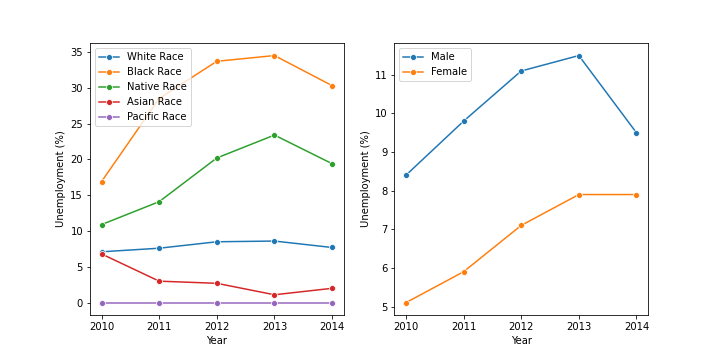 White Race
Black Race
Native Race
Asian Race
Pacific Race
35
30
25
20
15
10
5
0
Unemployment (%)
2010 2011 2012 2013 2014
Year
Male
Female
11
10
9
8
7
6
5
Unemployment (%)
2010 2011 2012 2013 2014
Year